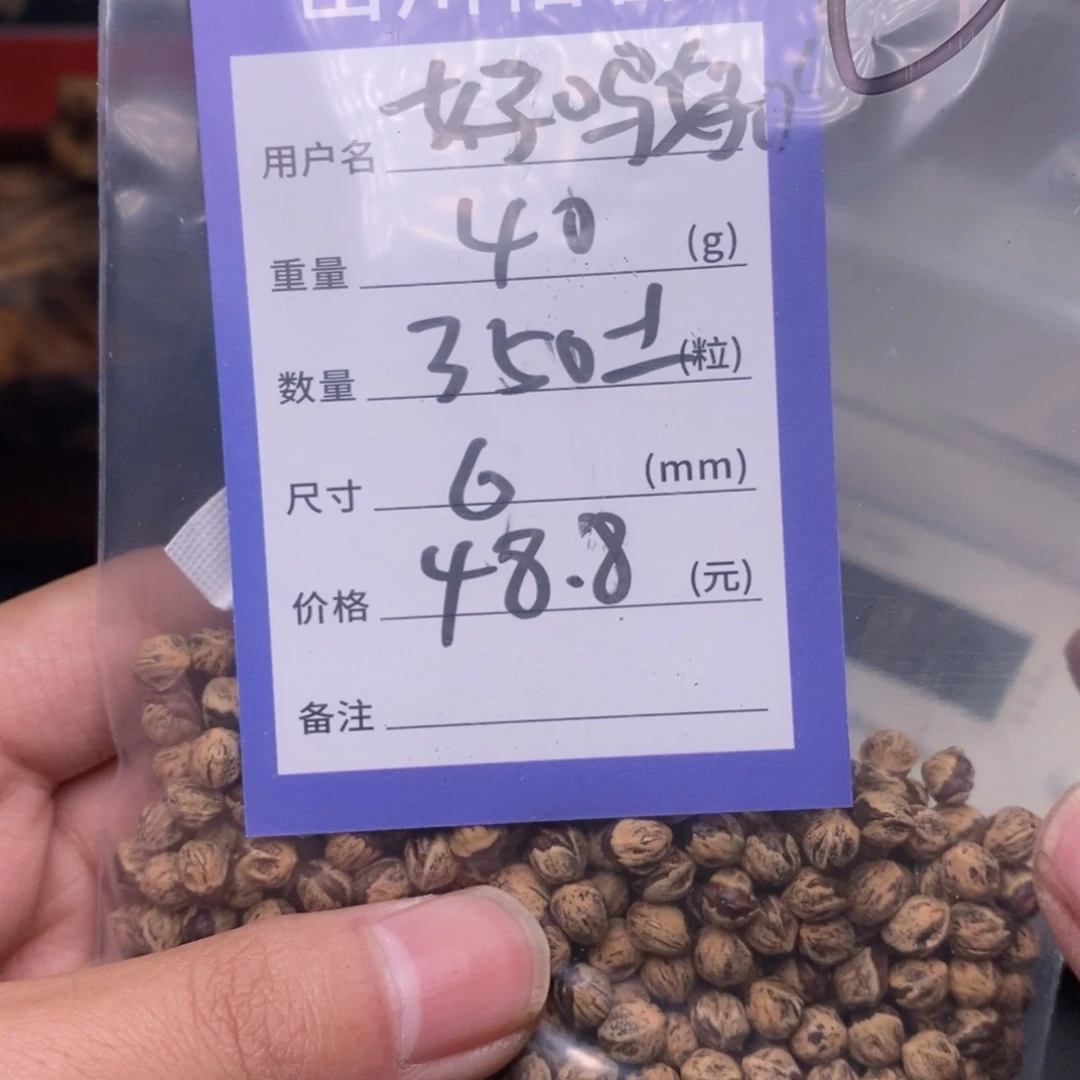 用户名 好吗好
重量 40 (g)
数量 350± (粒)
尺寸 6 (mm)
价格 48.8 (元)
备注